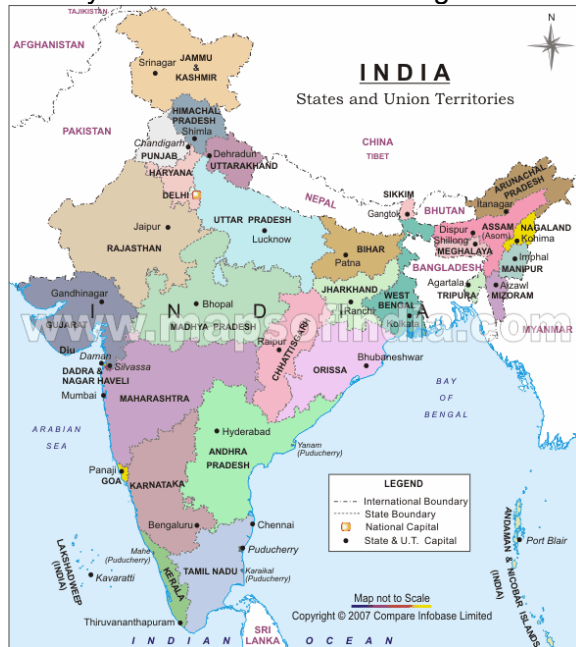 TAJIKISTAN
AFGHANISTAN
N
JAMMU
&
KASHMIR
Srinagar
INDIA
States and Union Territories
HIMACHAL
PRADESH
Shimla
PAKISTAN
Chandigarh
PUNJAB
Dehradun
UTTARAKHAND
CHINA
TIBET
HARYANA
DELHI
NEPAL
SIKKIM
Gangtok
BHUTAN
ARUNACHAL
PRADESH
Itanagar
UTTAR PRADESH
Lucknow
Jaipur
RAJASTHAN
BIHAR
Patna
Dispur
Shillong
MEGHALAYA
ASSAM
(Asom)
NAGALAND
Kohima
Imphal
MANIPUR
BANGLADESH
Agartala
TRIPURA
Aizawl
MIZORAM
Gandhinagar
GUJARAT
I N D I A
Bhopal
MADHYA PRADESH
JHARKHAND
Ranchi
WEST
BENGAL
Kolkata
www.mapsofindia.com
MYANMAR
Diu
Daman
Silvassa
DADRA &
NAGAR HAVELI
Mumbai
MAHARASHTRA
Raipur
CHHATTISGARH
ORISSA
Bhubaneshwar
ARABIAN
SEA
BAY
OF
BENGAL
Hyderabad
ANDHRA
PRADESH
Yanam
(Puducherry)
Panaji
GOA
KARNATAKA
Bengaluru
Chennai
LEGEND
International Boundary
State Boundary
National Capital
State & U.T. Capital
Mahe
(Puducherry)
Puducherry
TAMIL NADU
Karaikal
(Puducherry)
KERALA
LAKSHADWEEP
(INDIA)
Kavaratti
Port Blair
ANDAMAN & NICOBAR ISLANDS
(INDIA)
Thiruvananthapuram
Map not to Scale
Copyright © 2007 Compare Infobase Limited
SRI
LANKA
INDIAN OCEAN